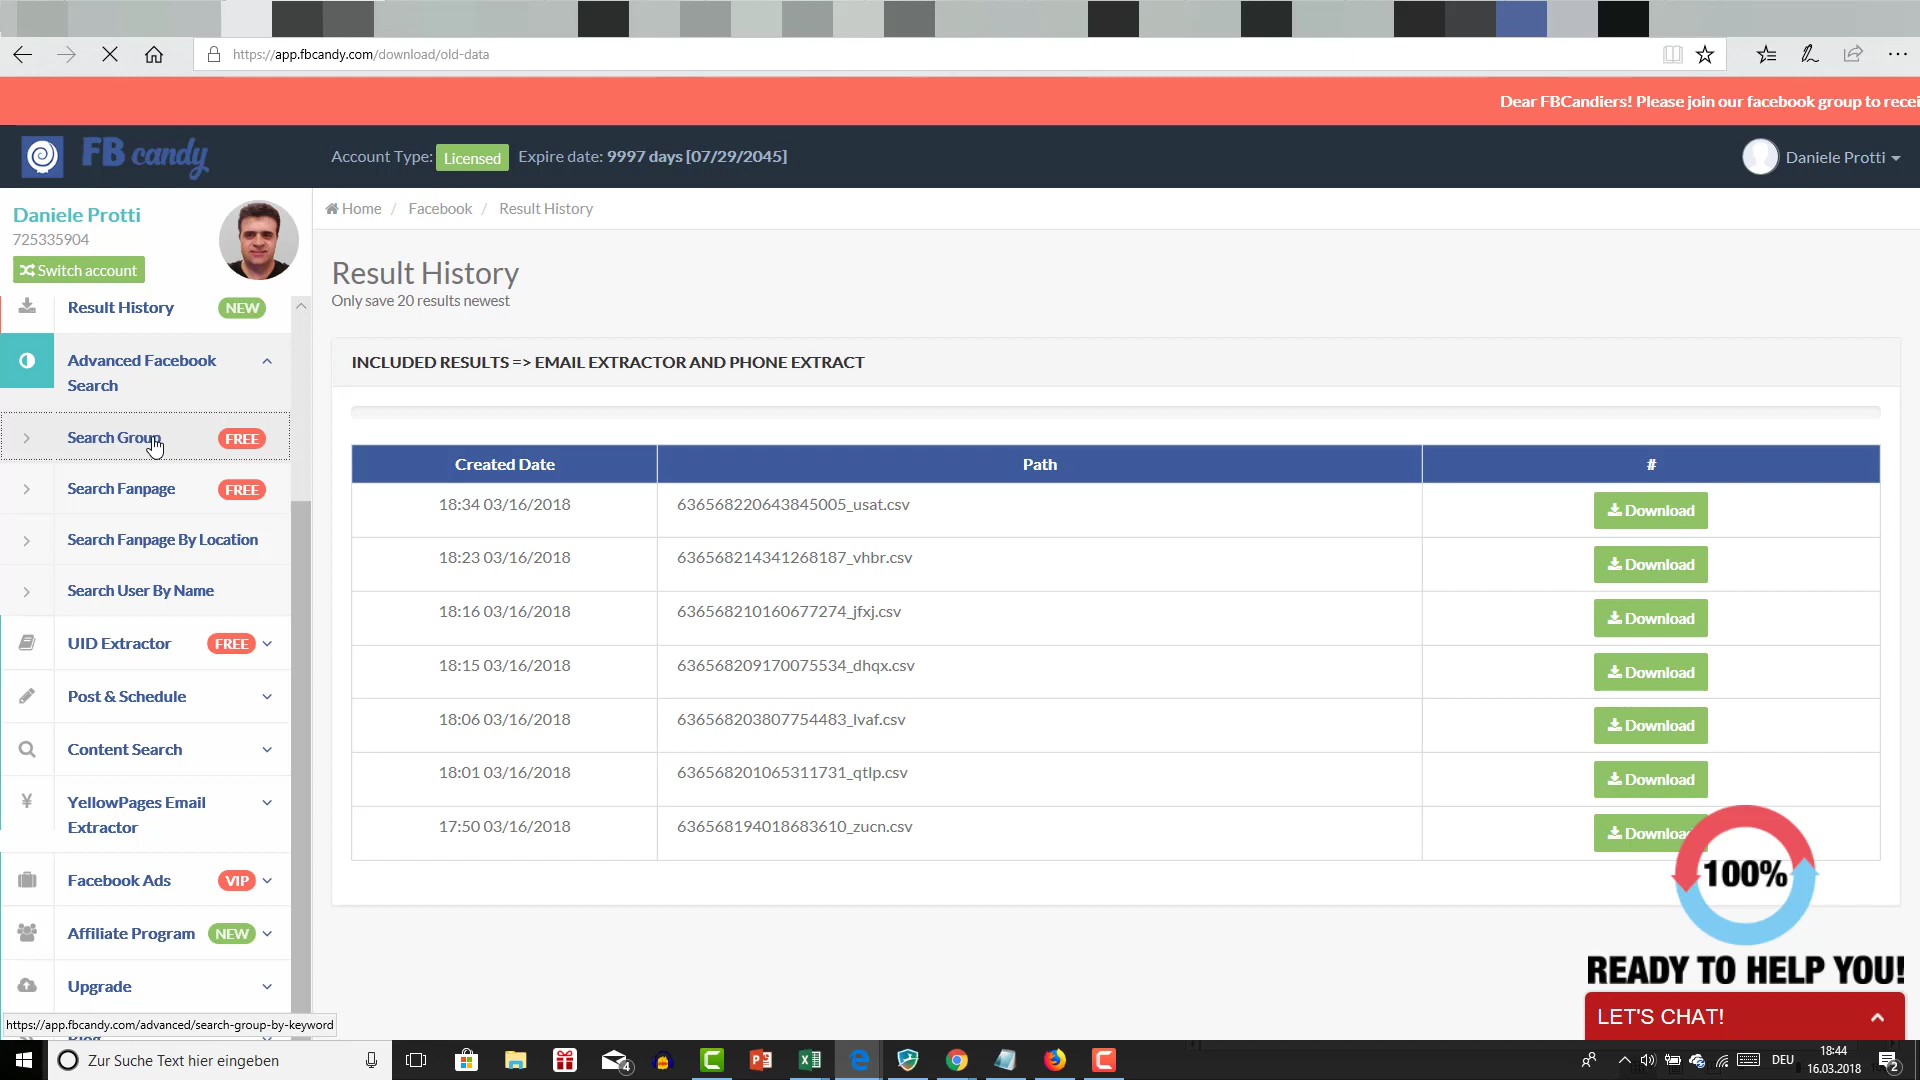 https://app.fbcandy.com/download/old-data
Dear FBCandiers! Please join our facebook group to recei
FB candy
Account Type: Licensed Expire date: 9997 days [07/29/2045]
Daniele Protti
Daniele Protti
725335904
Switch account
Home / Facebook / Result History
Result History
Only save 20 results newest
Result History NEW
Advanced Facebook
Search
Search Group FREE
Search Fanpage FREE
Search Fanpage By Location
Search User By Name
UID Extractor FREE
Post & Schedule
Content Search
YellowPages Email
Extractor
Facebook Ads VIP
Affiliate Program NEW
Upgrade
Blog
INCLUDED RESULTS => EMAIL EXTRACTOR AND PHONE EXTRACT
Created Date Path #
18:34 03/16/2018 636568220643845005_usat.csv Download
18:23 03/16/2018 636568214341268187_vhbr.csv Download
18:16 03/16/2018 636568210160677274_jfxj.csv Download
18:15 03/16/2018 636568209170075534_dhqx.csv Download
18:06 03/16/2018 636568203807754483_lvaf.csv Download
18:01 03/16/2018 636568201065311731_qtlp.csv Download
17:50 03/16/2018 636568194018683610_zucn.csv Download
100%
READY TO HELP YOU!
LET'S CHAT!
https://app.fbcandy.com/advanced/search-group-by-keyword
Zur Suche Text hier eingeben
4
DEU
18:44
16.03.2018
2